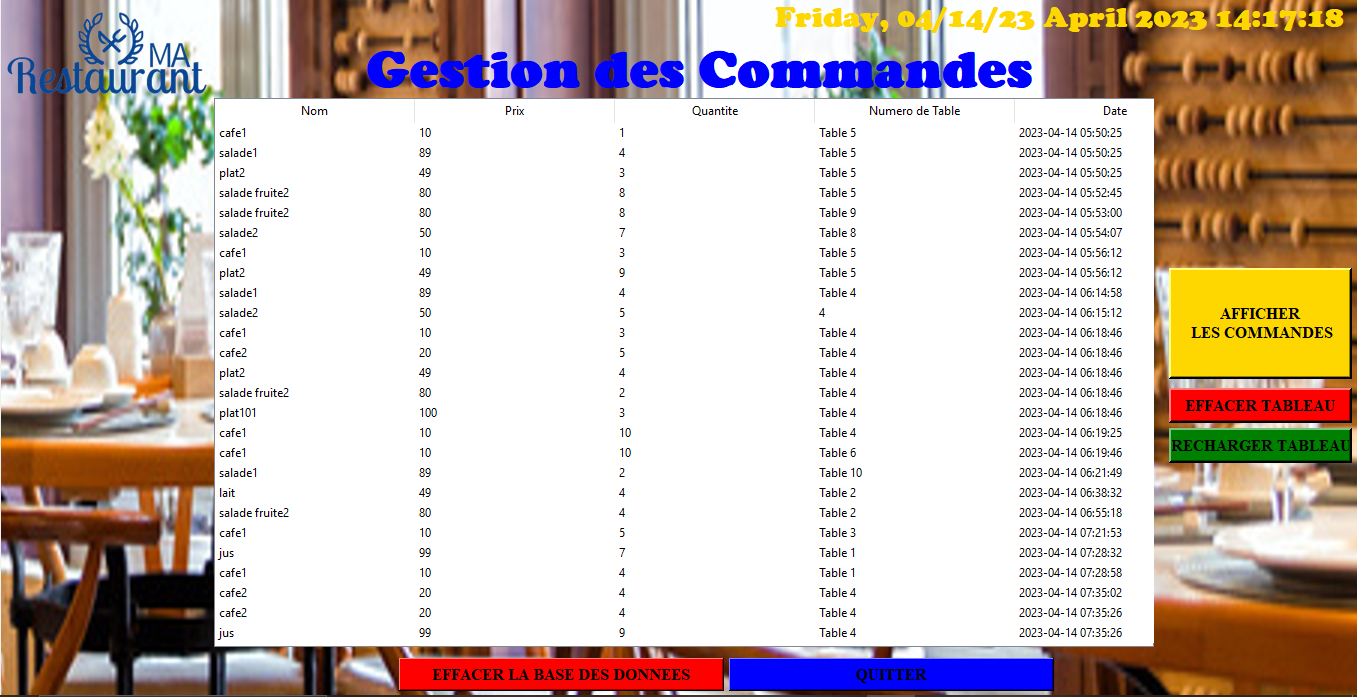 Friday, 04/14/23 April 2023 14:17:18
MA
Restaurant
Gestion des Commandes
Nom Prix Quantite Numero de Table Date
cafe1 10 1 Table 5 2023-04-14 05:50:25
salade1 89 4 Table 5 2023-04-14 05:50:25
plat2 49 3 Table 5 2023-04-14 05:50:25
salade fruite2 80 8 Table 5 2023-04-14 05:52:45
salade fruite2 80 8 Table 9 2023-04-14 05:53:00
salade2 50 7 Table 8 2023-04-14 05:54:07
cafe1 10 3 Table 5 2023-04-14 05:56:12
plat2 49 9 Table 5 2023-04-14 05:56:12
salade1 89 4 Table 4 2023-04-14 06:14:58
salade2 50 5 4 2023-04-14 06:15:12
cafe1 10 3 Table 4 2023-04-14 06:18:46
cafe2 20 5 Table 4 2023-04-14 06:18:46
plat2 49 4 Table 4 2023-04-14 06:18:46
salade fruite2 80 2 Table 4 2023-04-14 06:18:46
plat101 100 3 Table 4 2023-04-14 06:18:46
cafe1 10 10 Table 4 2023-04-14 06:19:25
cafe1 10 10 Table 6 2023-04-14 06:19:46
salade1 89 2 Table 10 2023-04-14 06:21:49
lait 49 4 Table 2 2023-04-14 06:38:32
salade fruite2 80 4 Table 2 2023-04-14 06:55:18
cafe1 10 5 Table 3 2023-04-14 07:21:53
jus 99 7 Table 1 2023-04-14 07:28:32
cafe1 10 4 Table 1 2023-04-14 07:28:58
cafe2 20 4 Table 4 2023-04-14 07:35:02
cafe2 20 4 Table 4 2023-04-14 07:35:26
jus 99 9 Table 4 2023-04-14 07:35:26
AFFICHER
LES COMMANDES
EFFACER TABLEAU
RECHARGER TABLEAU
EFFACER LA BASE DES DONNEES
QUITTER